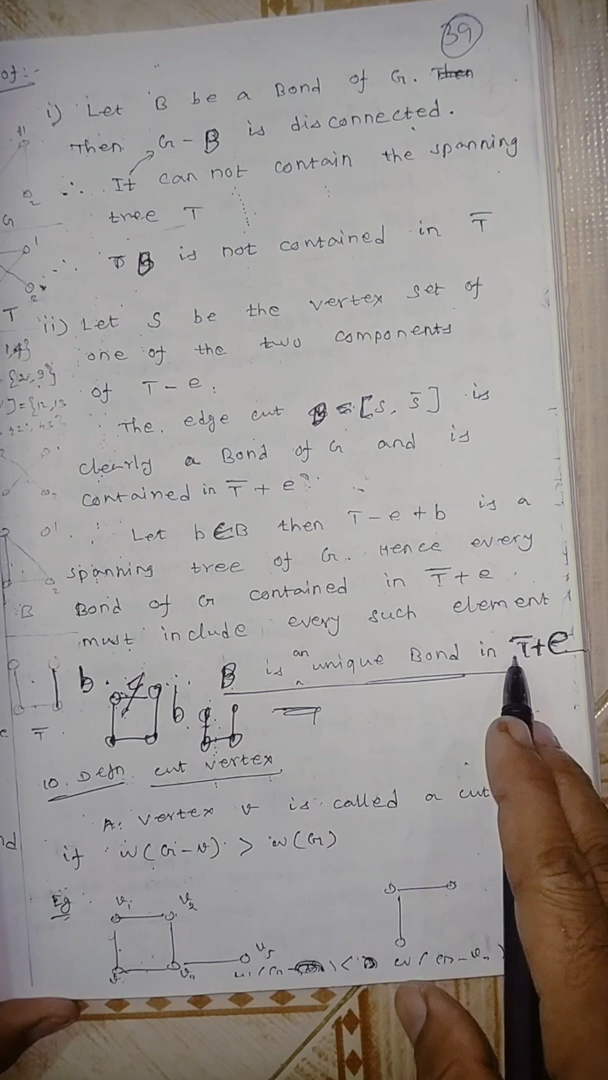 39
of:-
i) Let B be a Bond of G. Then
Then G - B is disconnected.
∴ It can not contain the spanning
tree T
∴ B is not contained in T̅
ii) Let S be the vertex set of
one of the two components
of T - e.
The edge cut B = [S, S̅] is
clearly a Bond of G and is
contained in T̅ + e.
Let b ∈ B then T - e + b is a
spanning tree of G. Hence every
Bond of G contained in T̅ + e
must include every such element
B is an unique Bond in T̅+e
b b
10. Defn cut vertex
A vertex v is called a cut
if w(G-v) > w(G)
Eg
v₁ v₂
v₅
G
T
B
T̅